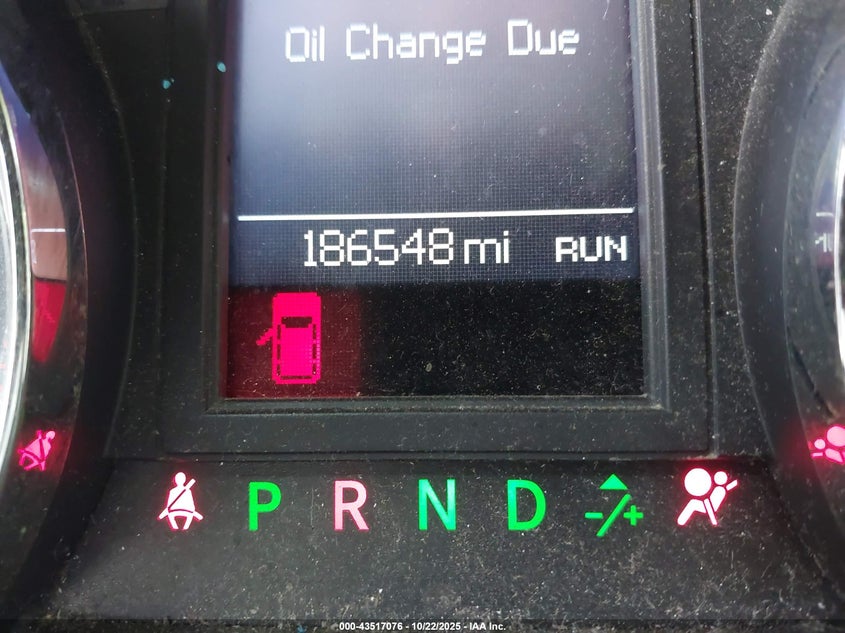 Oil Change Due
186548 mi RUN
P R N D -/+
000-43517076 - 10/22/2025 - IAA Inc.